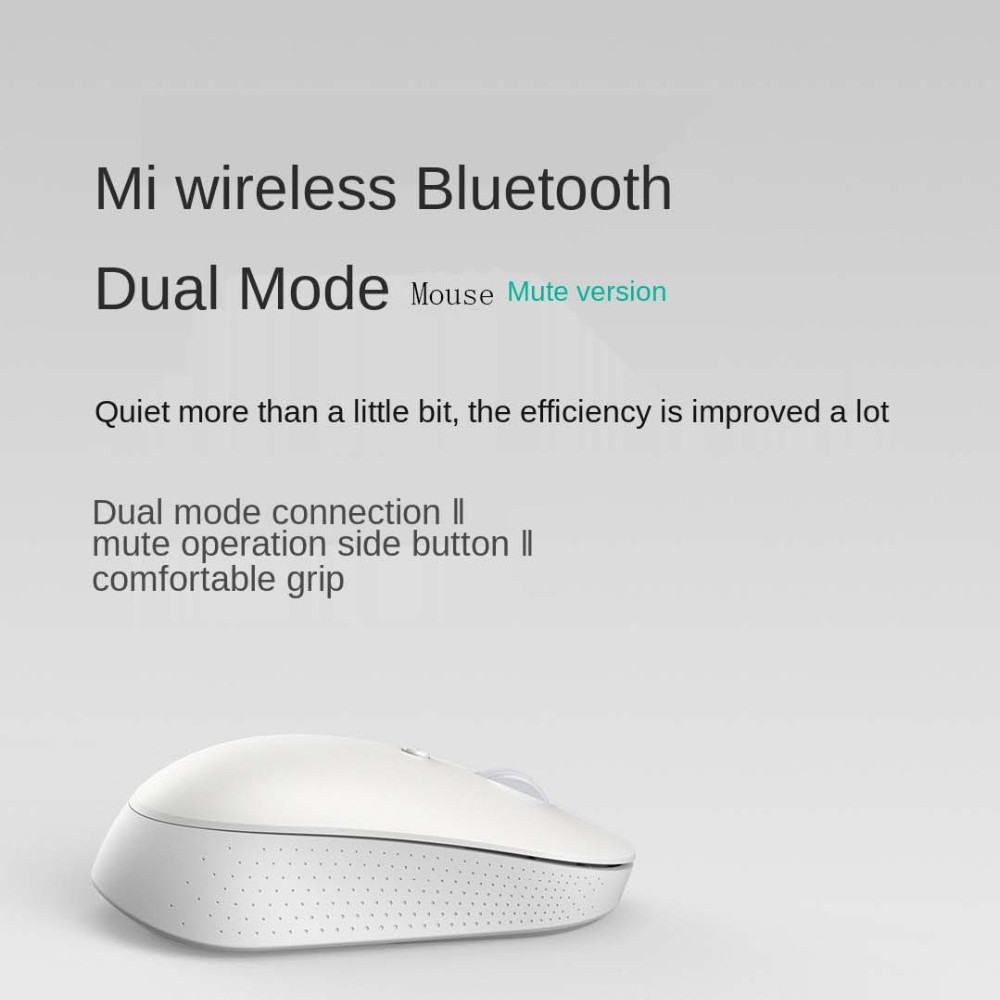 Mi wireless Bluetooth
Dual Mode Mouse Mute version
Quiet more than a little bit, the efficiency is improved a lot
Dual mode connection ‖
mute operation side button ‖
comfortable grip